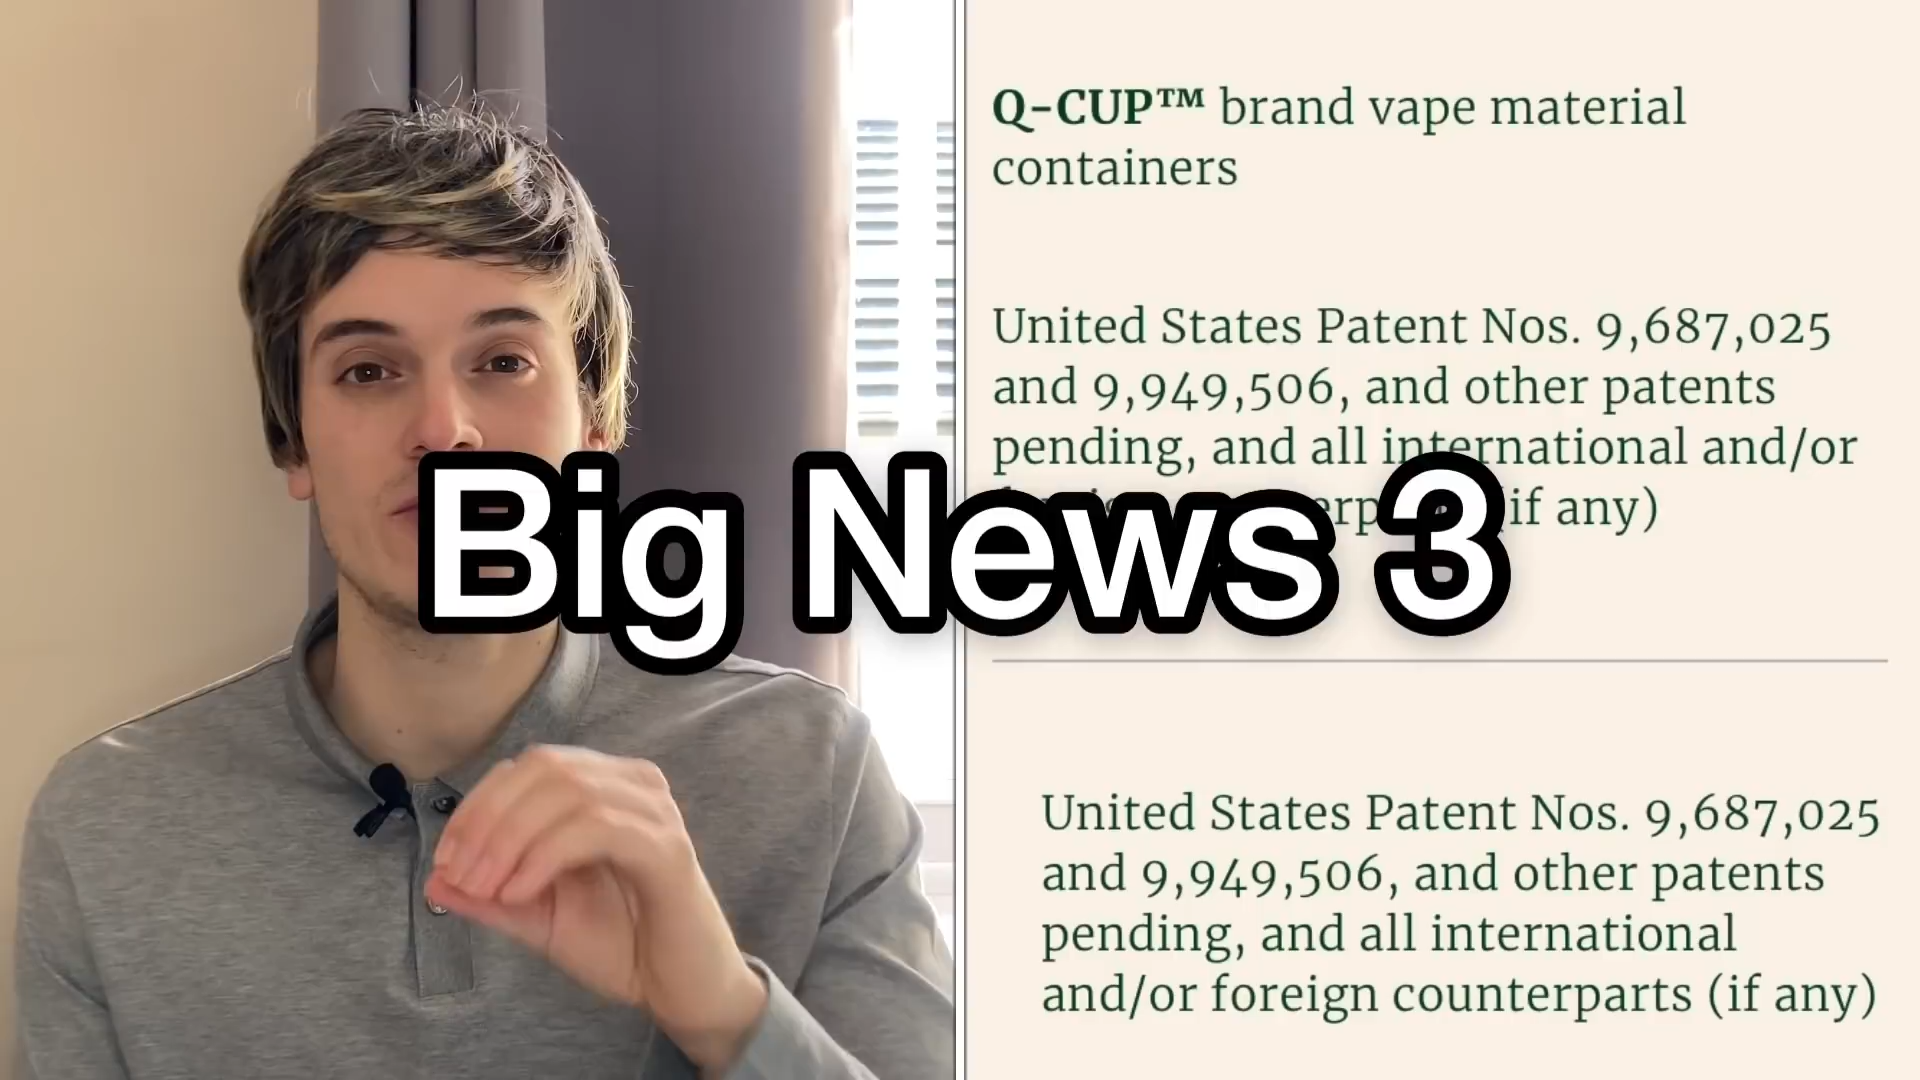 Q-CUP™ brand vape material
containers
United States Patent Nos. 9,687,025
and 9,949,506, and other patents
pending, and all international and/or
(if any)
Big News 3
United States Patent Nos. 9,687,025
and 9,949,506, and other patents
pending, and all international
and/or foreign counterparts (if any)